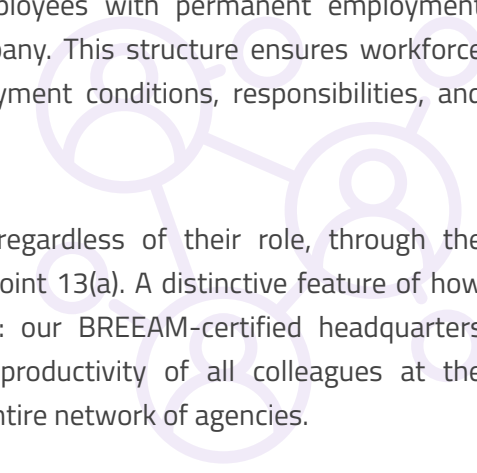 ployees with permanent employment
pany. This structure ensures workforce
yment conditions, responsibilities, and
regardless of their role, through the
oint 13(a). A distinctive feature of how
: our BREEAM-certified headquarters
productivity of all colleagues at the
ntire network of agencies.